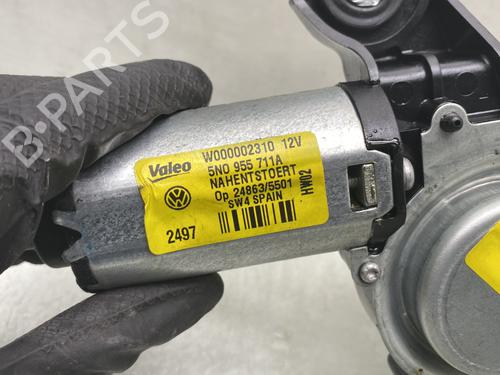 B-PARTS
Valeo
W000002310 12V
5N0 955 711A
NAHENTSTOERT
Op 24863/5501
SW4 SPAIN
HW02
2497